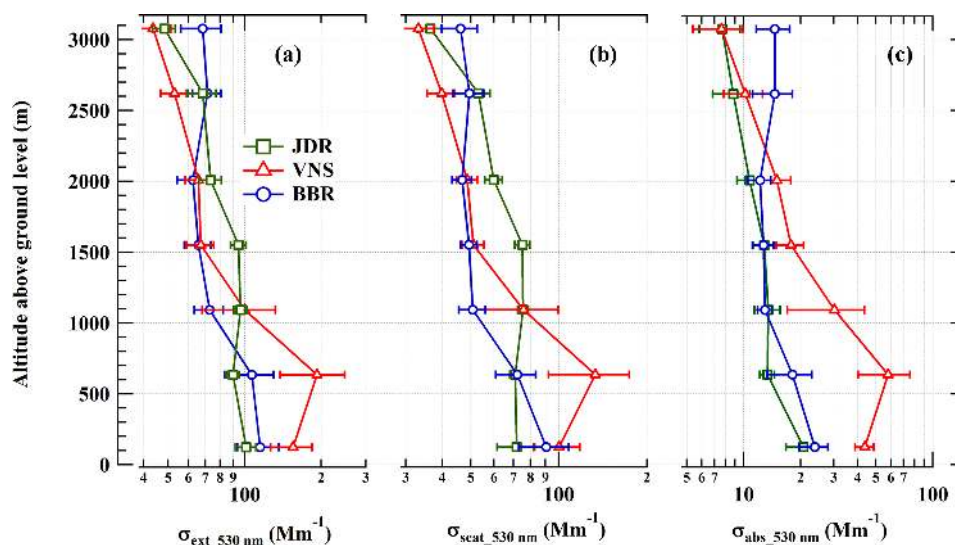 3000
2500
2000
1500
1000
500
0
Altitude above ground level (m)
(a)
(b)
(c)
JDR
VNS
BBR
4 5 6 7 8 9 100 2 3
σext_530 nm (Mm-1)
3 4 5 6 7 8 9 100 2
σscat_530 nm (Mm-1)
5 6 7 10 2 3 4 5 6 7 100
σabs_530 nm (Mm-1)